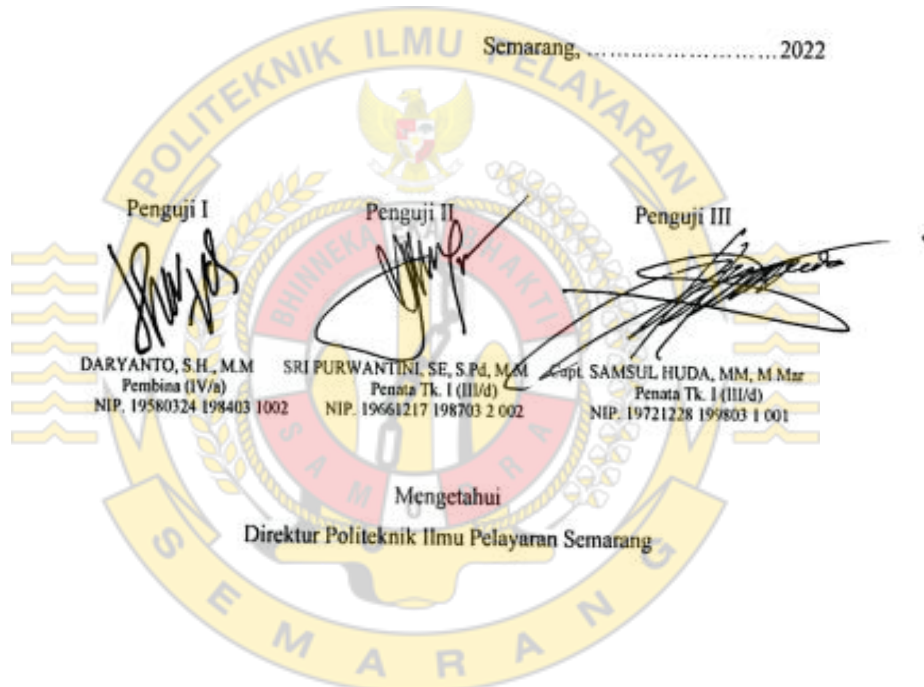 POLITEKNIK ILMU PELAYARAN
Semarang, ........................2022
BHINNEKA BHAKTI
Penguji I Penguji II Penguji III
DARYANTO, S.H., M.M SRI PURWANTINI, SE, S.Pd, M.M Capt. SAMSUL HUDA, MM, M.Mar
Pembina (IV/a) Penata Tk. I (III/d) Penata Tk. I (III/d)
NIP. 19580324 198403 1002 NIP. 19661217 198703 2 002 NIP. 19721228 199803 1 001
SAMUDRA
Mengetahui
Direktur Politeknik Ilmu Pelayaran Semarang
SEMARANG